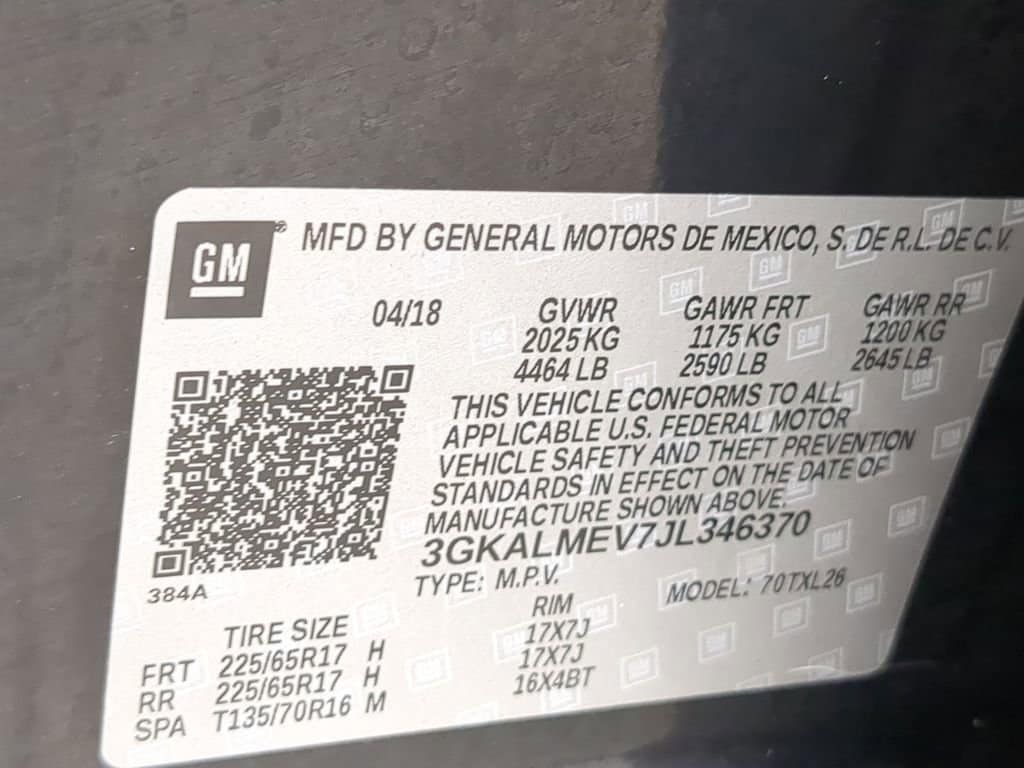 GM® MFD BY GENERAL MOTORS DE MEXICO, S. DE R.L. DE C.V.
04/18 GVWR GAWR FRT GAWR RR
2025 KG 1175 KG 1200 KG
4464 LB 2590 LB 2645 LB
THIS VEHICLE CONFORMS TO ALL
APPLICABLE U.S. FEDERAL MOTOR
VEHICLE SAFETY AND THEFT PREVENTION
STANDARDS IN EFFECT ON THE DATE OF
MANUFACTURE SHOWN ABOVE.
3GKALMEV7JL346370
384A
TYPE: M.P.V. MODEL: 70TXL26
TIRE SIZE RIM
FRT 225/65R17 H 17X7J
RR 225/65R17 H 17X7J
SPA T135/70R16 M 16X4BT